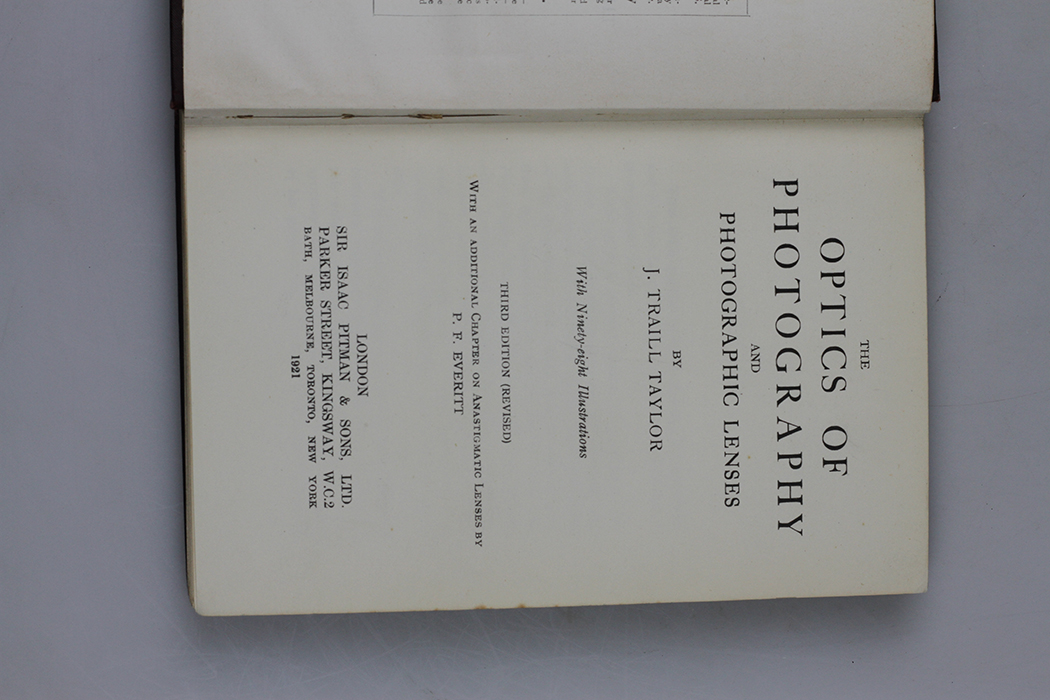 THE
OPTICS OF
PHOTOGRAPHY
AND
PHOTOGRAPHIC LENSES
BY
J. TRAILL TAYLOR
With Ninety-eight Illustrations
THIRD EDITION (REVISED)
WITH AN ADDITIONAL CHAPTER ON ANASTIGMATIC LENSES BY
P. F. EVERITT
LONDON
SIR ISAAC PITMAN & SONS, LTD.
PARKER STREET, KINGSWAY, W.C.2
BATH, MELBOURNE, TORONTO, NEW YORK
1921